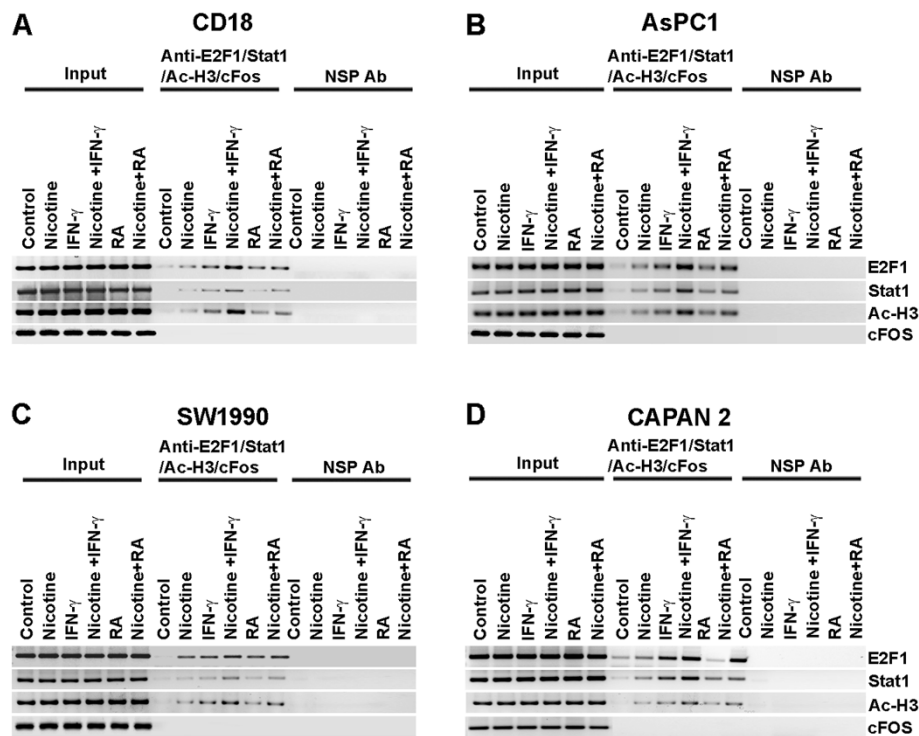 A
CD18
Input
Anti-E2F1/Stat1
/Ac-H3/cFos
NSP Ab
Control
Nicotine
IFN-γ
Nicotine +IFN-γ
RA
Nicotine+RA
Control
Nicotine
IFN-γ
Nicotine +IFN-γ
RA
Nicotine+RA
Control
Nicotine
IFN-γ
Nicotine +IFN-γ
RA
Nicotine+RA
B
AsPC1
Input
Anti-E2F1/Stat1
/Ac-H3/cFos
NSP Ab
Control
Nicotine
IFN-γ
Nicotine +IFN-γ
RA
Nicotine+RA
Control
Nicotine
IFN-γ
Nicotine +IFN-γ
RA
Nicotine+RA
Control
Nicotine
IFN-γ
Nicotine +IFN-γ
RA
Nicotine+RA
E2F1
Stat1
Ac-H3
cFOS
C
SW1990
Input
Anti-E2F1/Stat1
/Ac-H3/cFos
NSP Ab
Control
Nicotine
IFN-γ
Nicotine +IFN-γ
RA
Nicotine+RA
Control
Nicotine
IFN-γ
Nicotine +IFN-γ
RA
Nicotine+RA
Control
Nicotine
IFN-γ
Nicotine +IFN-γ
RA
Nicotine+RA
D
CAPAN 2
Input
Anti-E2F1/Stat1
/Ac-H3/cFos
NSP Ab
Control
Nicotine
IFN-γ
Nicotine +IFN-γ
RA
Nicotine+RA
Control
Nicotine
IFN-γ
Nicotine +IFN-γ
RA
Nicotine+RA
Control
Nicotine
IFN-γ
Nicotine +IFN-γ
RA
Nicotine+RA
E2F1
Stat1
Ac-H3
cFOS